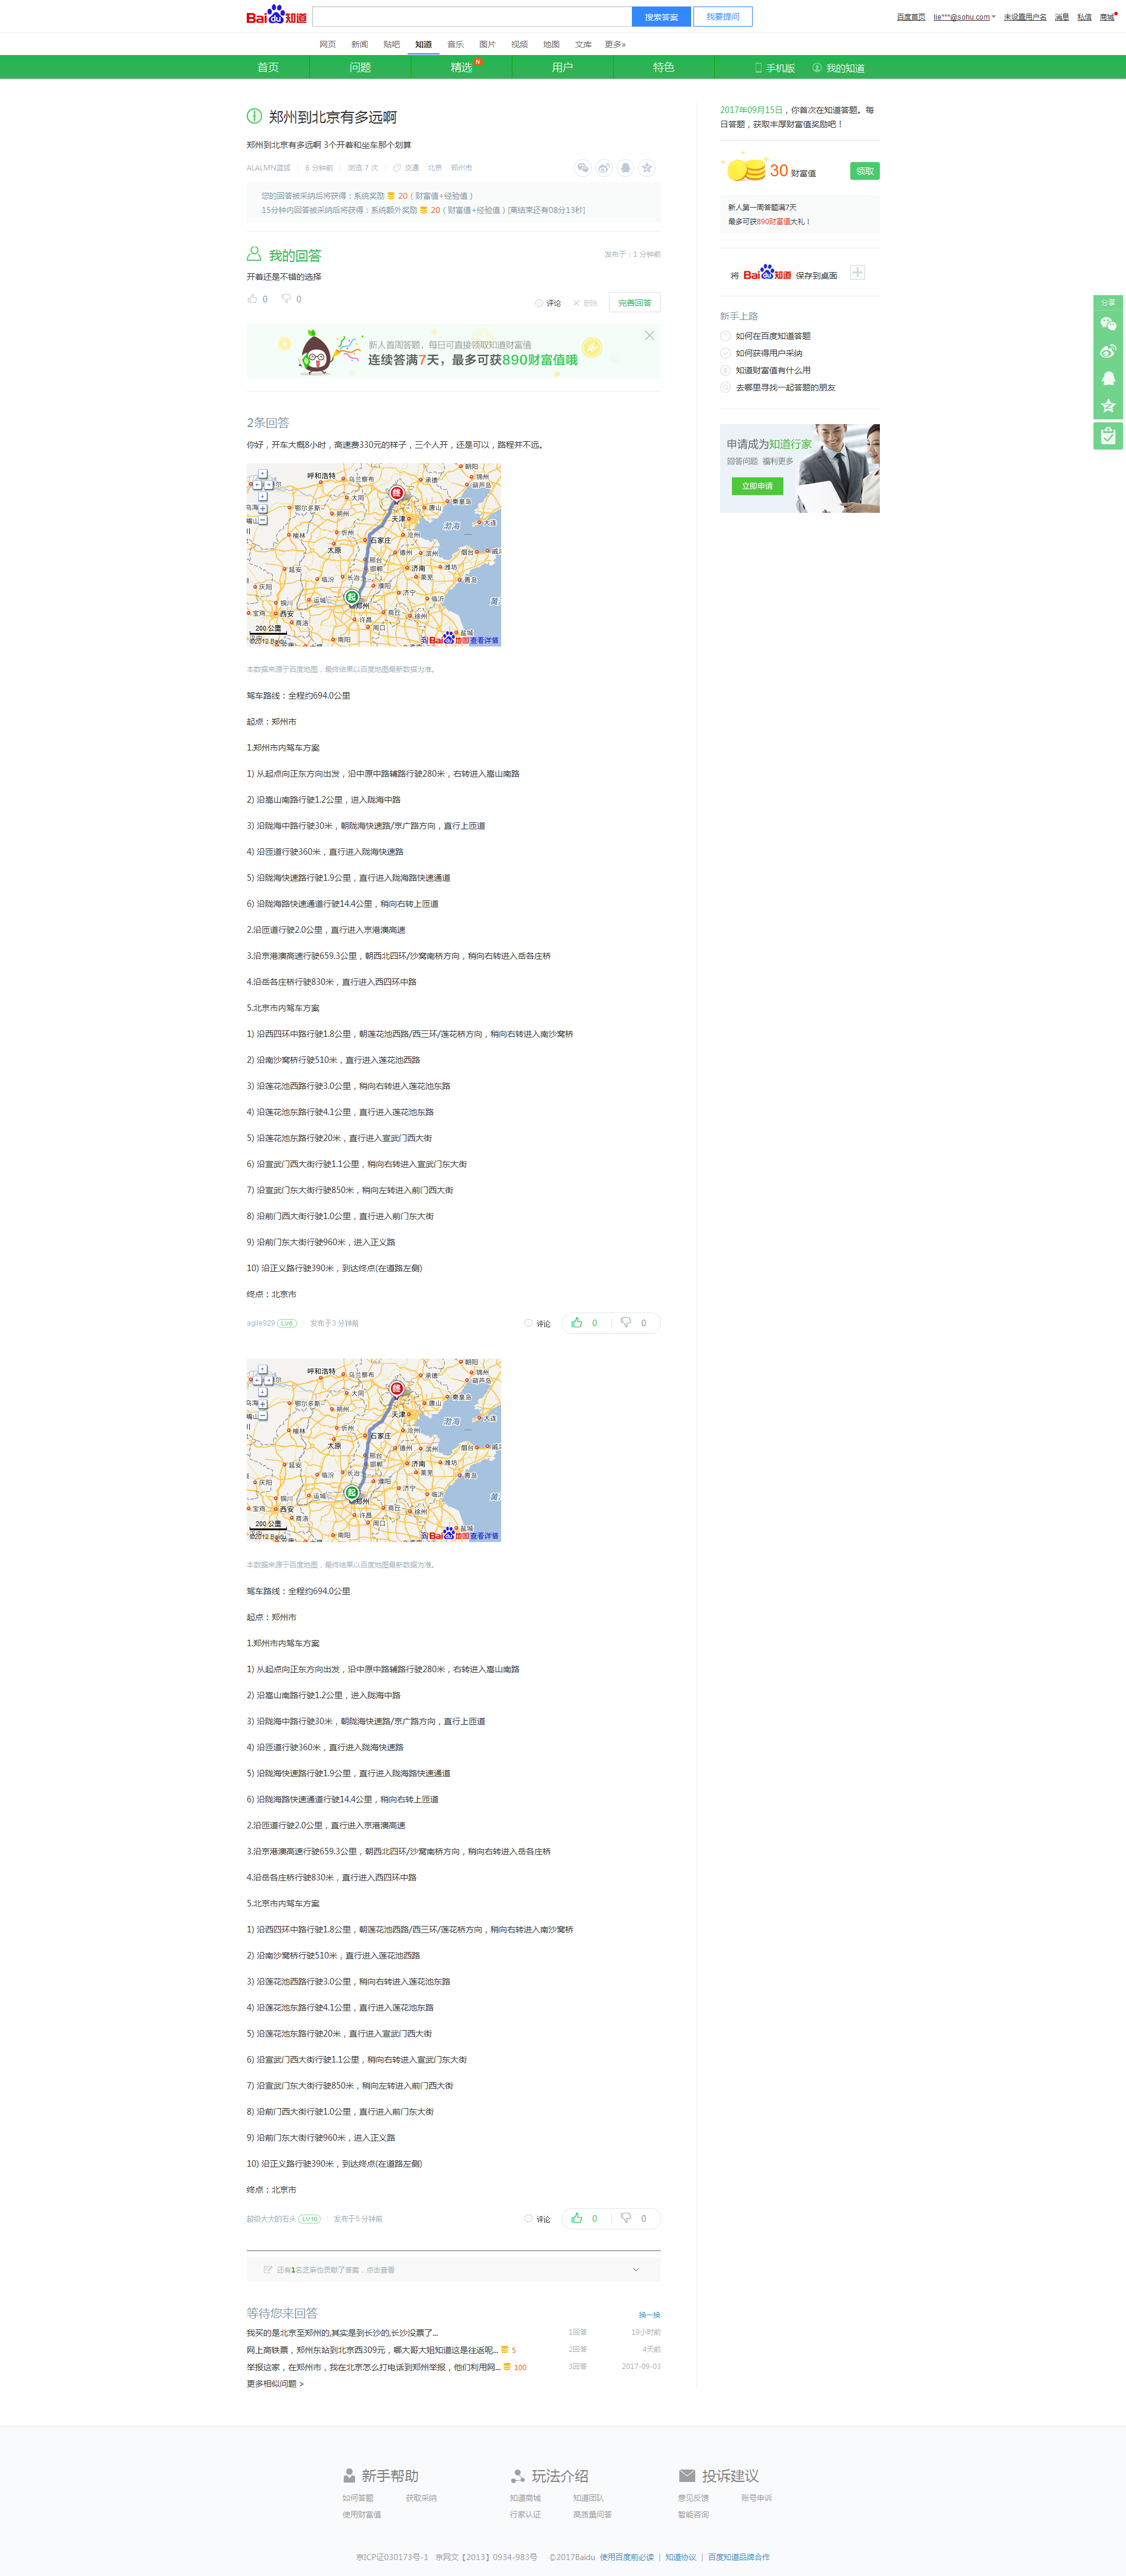 Baidu知道
搜索答案
我要提问
百度首页
lie***@sohu.com
未设置用户名
消息
私信
商城
网页 新闻 贴吧 知道 音乐 图片 视频 地图 文库 更多»
首页 问题 精选 N 用户 特色 手机版 我的知道
郑州到北京有多远啊
郑州到北京有多远啊 3个开着和坐车那个划算
ALALMN蓝狐 6 分钟前 浏览 7 次 交通 北京 郑州市
您的回答被采纳后将获得:系统奖励 20(财富值+经验值)
15分钟内回答被采纳后将获得:系统额外奖励 20(财富值+经验值)[离结束还有08分13秒]
我的回答
发布于:1 分钟前
开着还是不错的选择
0 0
评论 删除 完善回答
新人首周答题,每日可直接领取知道财富值
连续答满7天,最多可获890财富值哦
2条回答
你好,开车大概8小时,高速费330元的样子,三个人开,还是可以,路程并不远。
本数据来源于百度地图,最终结果以百度地图最新数据为准。
驾车路线:全程约694.0公里
起点:郑州市
1.郑州市内驾车方案
1) 从起点向正东方向出发,沿中原中路辅路行驶280米,右转进入嵩山南路
2) 沿嵩山南路行驶1.2公里,进入陇海中路
3) 沿陇海中路行驶30米,朝陇海快速路/京广路方向,直行上匝道
4) 沿匝道行驶360米,直行进入陇海快速路
5) 沿陇海快速路行驶1.9公里,直行进入陇海路快速通道
6) 沿陇海路快速通道行驶14.4公里,稍向右转上匝道
2.沿匝道行驶2.0公里,直行进入京港澳高速
3.沿京港澳高速行驶659.3公里,朝西北四环/沙窝南桥方向,稍向右转进入岳各庄桥
4.沿岳各庄桥行驶830米,直行进入西四环中路
5.北京市内驾车方案
1) 沿西四环中路行驶1.8公里,朝莲花池西路/西三环/莲花桥方向,稍向右转进入南沙窝桥
2) 沿南沙窝桥行驶510米,直行进入莲花池西路
3) 沿莲花池西路行驶3.0公里,稍向右转进入莲花池东路
4) 沿莲花池东路行驶4.1公里,直行进入莲花池东路
5) 沿莲花池东路行驶20米,直行进入宣武门西大街
6) 沿宣武门西大街行驶1.1公里,稍向右转进入宣武门东大街
7) 沿宣武门东大街行驶850米,稍向左转进入前门西大街
8) 沿前门西大街行驶1.0公里,直行进入前门东大街
9) 沿前门东大街行驶960米,进入正义路
10) 沿正义路行驶390米,到达终点(在道路左侧)
终点:北京市
agile929 LV6 发布于3 分钟前
评论 0 0
本数据来源于百度地图,最终结果以百度地图最新数据为准。
驾车路线:全程约694.0公里
起点:郑州市
1.郑州市内驾车方案
1) 从起点向正东方向出发,沿中原中路辅路行驶280米,右转进入嵩山南路
2) 沿嵩山南路行驶1.2公里,进入陇海中路
3) 沿陇海中路行驶30米,朝陇海快速路/京广路方向,直行上匝道
4) 沿匝道行驶360米,直行进入陇海快速路
5) 沿陇海快速路行驶1.9公里,直行进入陇海路快速通道
6) 沿陇海路快速通道行驶14.4公里,稍向右转上匝道
2.沿匝道行驶2.0公里,直行进入京港澳高速
3.沿京港澳高速行驶659.3公里,朝西北四环/沙窝南桥方向,稍向右转进入岳各庄桥
4.沿岳各庄桥行驶830米,直行进入西四环中路
5.北京市内驾车方案
1) 沿西四环中路行驶1.8公里,朝莲花池西路/西三环/莲花桥方向,稍向右转进入南沙窝桥
2) 沿南沙窝桥行驶510米,直行进入莲花池西路
3) 沿莲花池西路行驶3.0公里,稍向右转进入莲花池东路
4) 沿莲花池东路行驶4.1公里,直行进入莲花池东路
5) 沿莲花池东路行驶20米,直行进入宣武门西大街
6) 沿宣武门西大街行驶1.1公里,稍向右转进入宣武门东大街
7) 沿宣武门东大街行驶850米,稍向左转进入前门西大街
8) 沿前门西大街行驶1.0公里,直行进入前门东大街
9) 沿前门东大街行驶960米,进入正义路
10) 沿正义路行驶390米,到达终点(在道路左侧)
终点:北京市
超级大大的石头 LV10 发布于5 分钟前
评论 0 0
还有1名芝麻也贡献了答案,点击查看
等待您来回答
换一换
我买的是北京至郑州的,其实是到长沙的,长沙没票了... 1回答 19小时前
网上高铁票,郑州东站到北京西309元,哪大哥大姐知道这是往返呢... 5 2回答 4天前
举报这家,在郑州市,我在北京怎么打电话到郑州举报,他们利用网... 100 3回答 2017-09-03
更多相似问题 >
2017年09月15日,你首次在知道答题。每
日答题,获取丰厚财富值奖励吧!
30 财富值 领取
新人第一周答题满7天
最多可获890财富值大礼!
将 Baidu知道 保存到桌面
新手上路
如何在百度知道答题
如何获得用户采纳
知道财富值有什么用
去哪里寻找一起答题的朋友
申请成为知道行家
回答问题 福利更多
立即申请
分享
新手帮助
如何答题 获取采纳
使用财富值
玩法介绍
知道商城 知道团队
行家认证 高质量问答
投诉建议
意见反馈 账号申诉
智能咨询
京ICP证030173号-1 京网文【2013】0934-983号 ©2017Baidu 使用百度前必读 | 知道协议 | 百度知道品牌合作